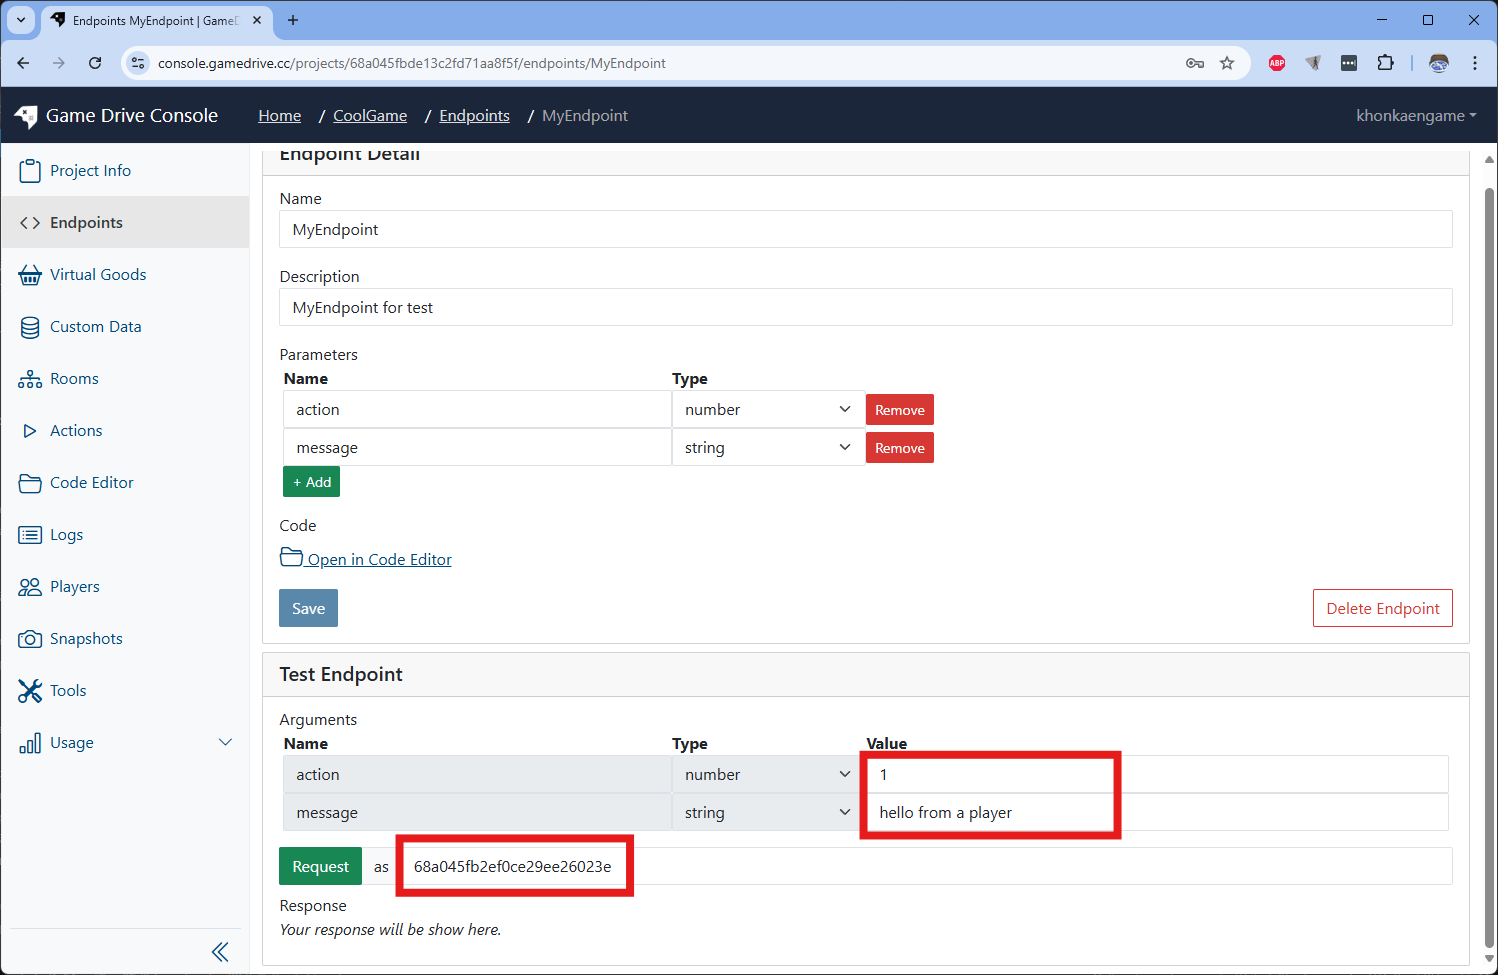 Endpoints MyEndpoint | GameD
console.gamedrive.cc/projects/68a045fbde13c2fd71aa8f5f/endpoints/MyEndpoint
ABP
Game Drive Console
Home / CoolGame / Endpoints / MyEndpoint
khonkaengame
Project Info
Endpoints
Virtual Goods
Custom Data
Rooms
Actions
Code Editor
Logs
Players
Snapshots
Tools
Usage
Endpoint Detail
Name
MyEndpoint
Description
MyEndpoint for test
Parameters
Name Type
action number Remove
message string Remove
+ Add
Code
Open in Code Editor
Save Delete Endpoint
Test Endpoint
Arguments
Name Type Value
action number 1
message string hello from a player
Request as 68a045fb2ef0ce29ee26023e
Response
Your response will be show here.